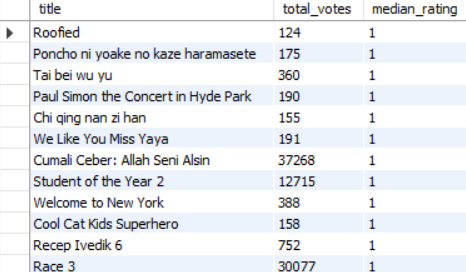 title total_votes median_rating
Roofied 124 1
Poncho ni yoake no kaze haramasete 175 1
Tai bei wu yu 360 1
Paul Simon the Concert in Hyde Park 190 1
Chi qing nan zi han 155 1
We Like You Miss Yaya 191 1
Cumali Ceber: Allah Seni Alsin 37268 1
Student of the Year 2 12715 1
Welcome to New York 388 1
Cool Cat Kids Superhero 158 1
Recep Ivedik 6 752 1
Race 3 30077 1